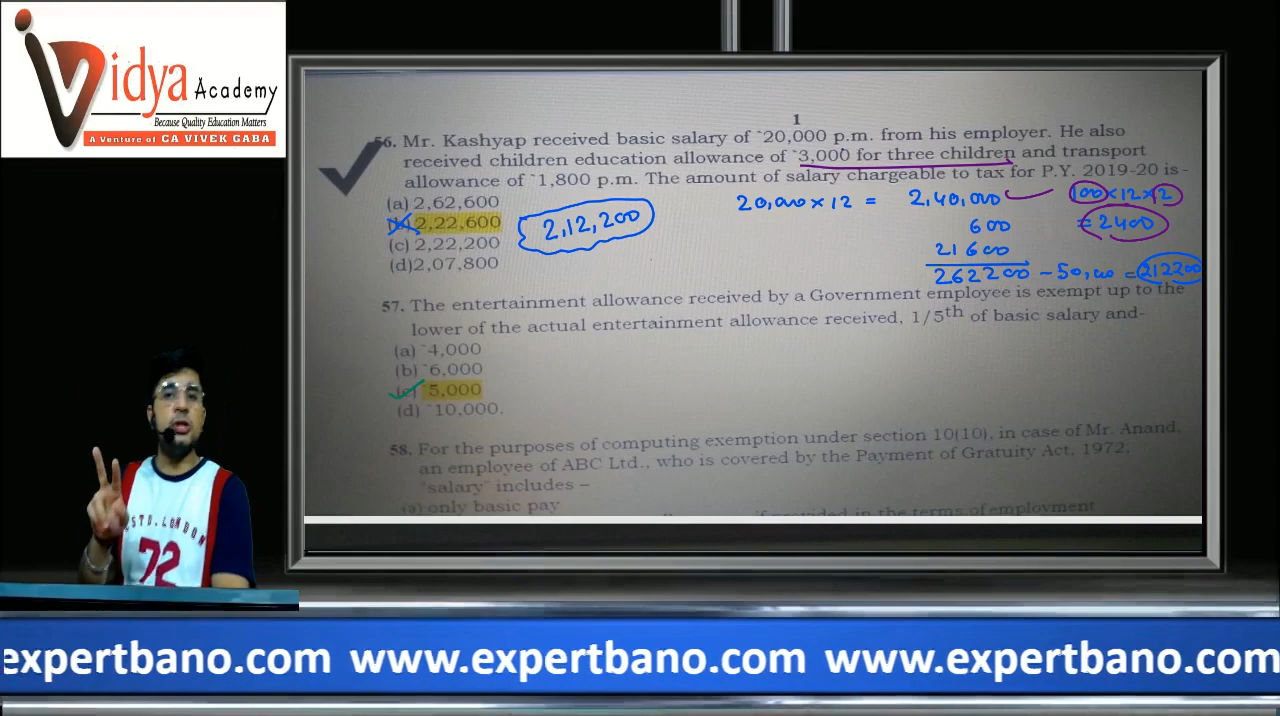 Vidya
Academy
Because Quality Education Matters
A Venture of CA VIVEK GABA
1
56. Mr. Kashyap received basic salary of `20,000 p.m. from his employer. He also
received children education allowance of `3,000 for three children and transport
allowance of `1,800 p.m. The amount of salary chargeable to tax for P.Y. 2019-20 is -
(a) 2,62,600
(b) 2,22,600
(c) 2,22,200
(d)2,07,800
2,12,200
20,000 × 12 = 2,40,000
600
21600
262200 - 50,000 = 212200
100 × 12 × 2
= 2400
57. The entertainment allowance received by a Government employee is exempt up to the
lower of the actual entertainment allowance received, 1/5th of basic salary and-
(a) `4,000
(b) `6,000
(c) `5,000
(d) `10,000.
58. For the purposes of computing exemption under section 10(10), in case of Mr. Anand,
an employee of ABC Ltd., who is covered by the Payment of Gratuity Act, 1972,
"salary" includes –
(a) only basic pay
if provided in the terms of employment
STD. LONDON
72
expertbano.com www.expertbano.com www.expertbano.com